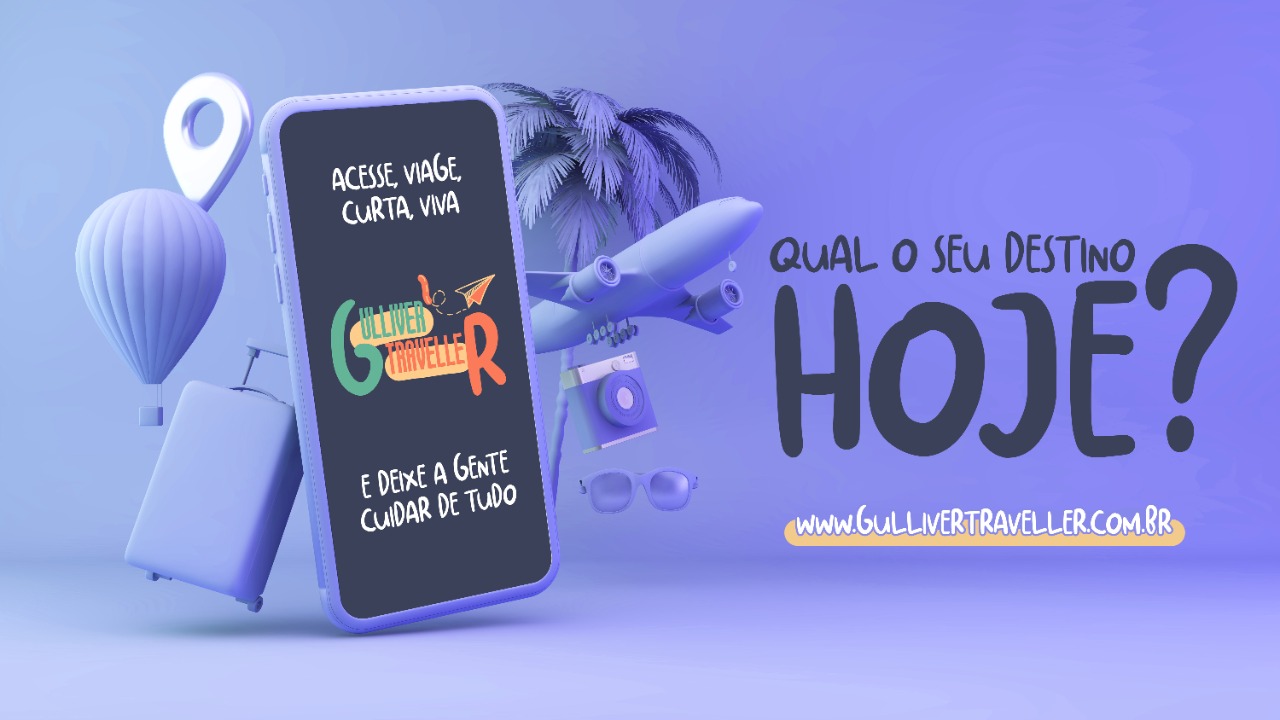 ACESSE, VIAGE,
CURTA, VIVA
GULLIVER
TRAVELLER
E DEIXE A GENTE
CUIDAR DE TUDO
QUAL O SEU DESTINO
HOJE?
www.GULLIVERTRAVELLER.COM.BR